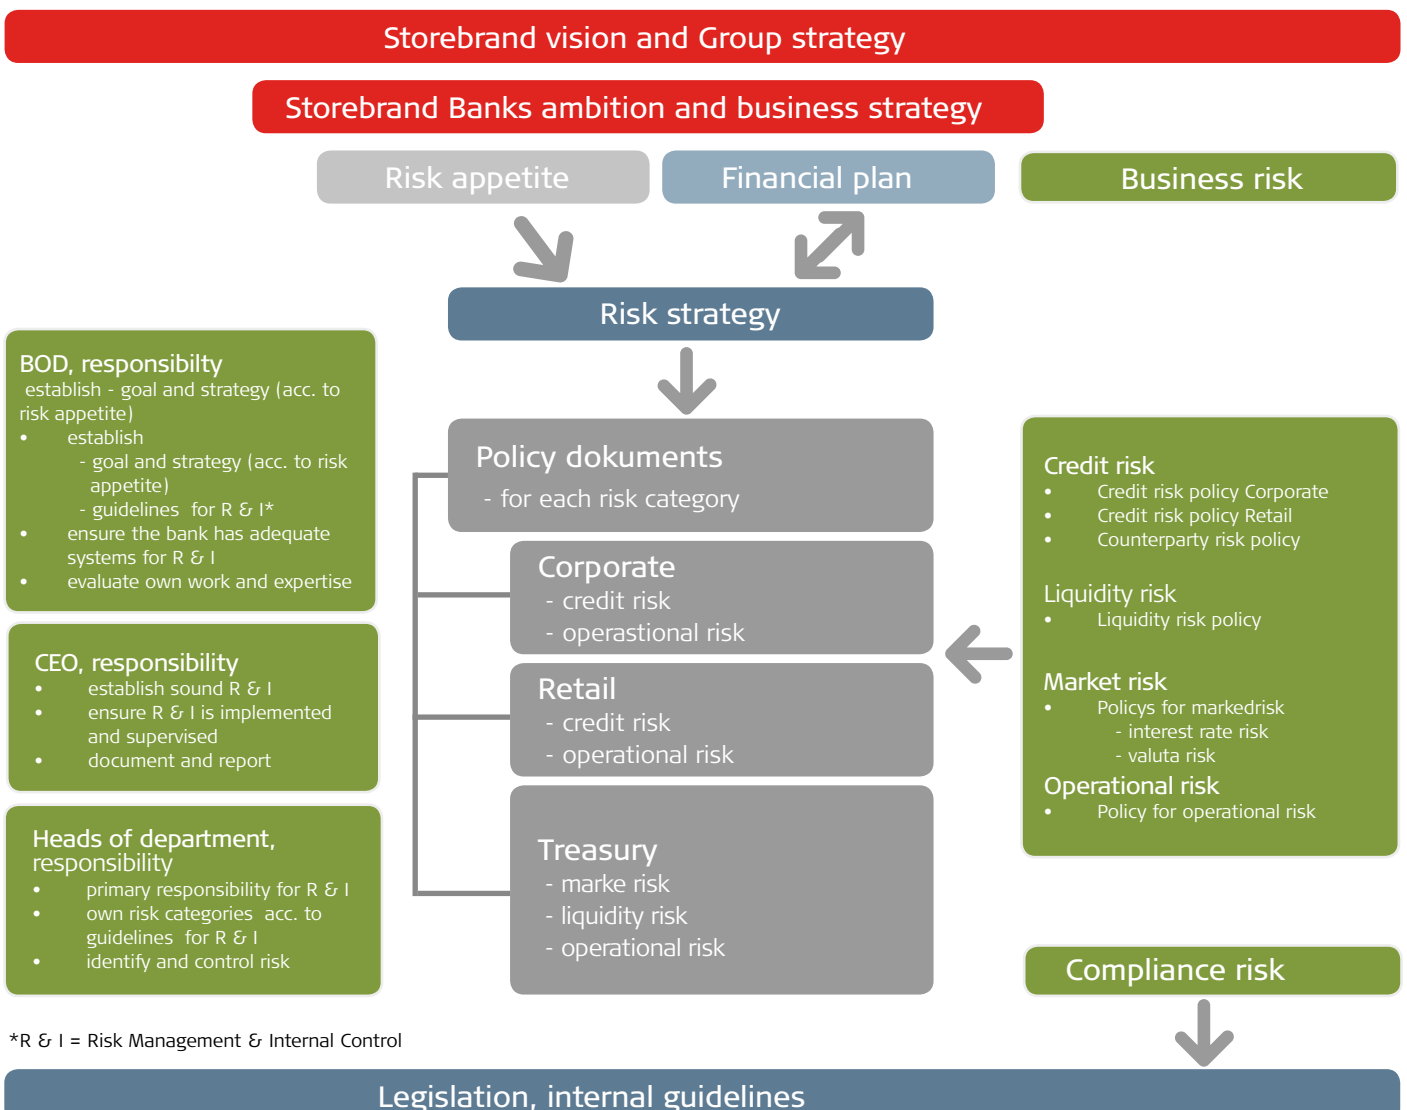 Storebrand vision and Group strategy
Storebrand Banks ambition and business strategy
Risk appetite
Financial plan
Business risk
Risk strategy
BOD, responsibilty
establish - goal and strategy (acc. to
risk appetite)
• establish
- goal and strategy (acc. to risk
appetite)
- guidelines for R & I*
• ensure the bank has adequate
systems for R & I
• evaluate own work and expertise
CEO, responsibility
• establish sound R & I
• ensure R & I is implemented
and supervised
• document and report
Heads of department,
responsibility
• primary responsibility for R & I
• own risk categories acc. to
guidelines for R & I
• identify and control risk
Policy dokuments
- for each risk category
Corporate
- credit risk
- operastional risk
Retail
- credit risk
- operational risk
Treasury
- marke risk
- liquidity risk
- operational risk
Credit risk
• Credit risk policy Corporate
• Credit risk policy Retail
• Counterparty risk policy
Liquidity risk
• Liquidity risk policy
Market risk
• Policys for markedrisk
- interest rate risk
- valuta risk
Operational risk
• Policy for operational risk
Compliance risk
*R & I = Risk Management & Internal Control
Legislation, internal guidelines